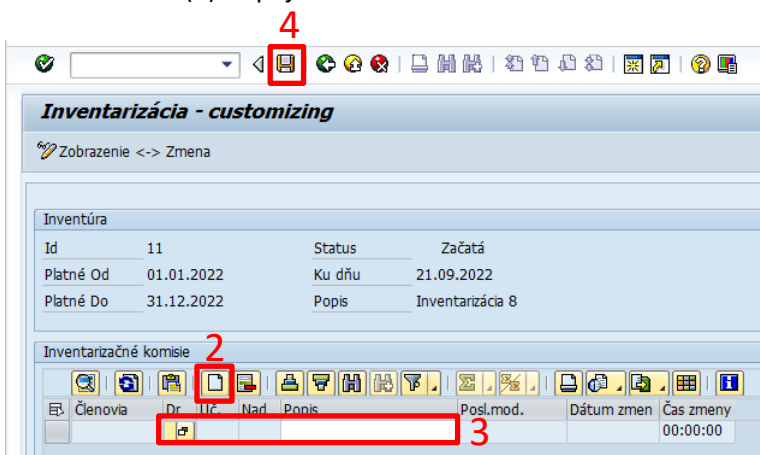 4
Inventarizácia - customizing
Zobrazenie <-> Zmena
Inventúra
Id 11 Status Začatá
Platné Od 01.01.2022 Ku dňu 21.09.2022
Platné Do 31.12.2022 Popis Inventarizácia 8
Inventarizačné komisie 2
Členovia Dr Uč. Nad Popis Posl.mod. Dátum zmen Čas zmeny
3 00:00:00